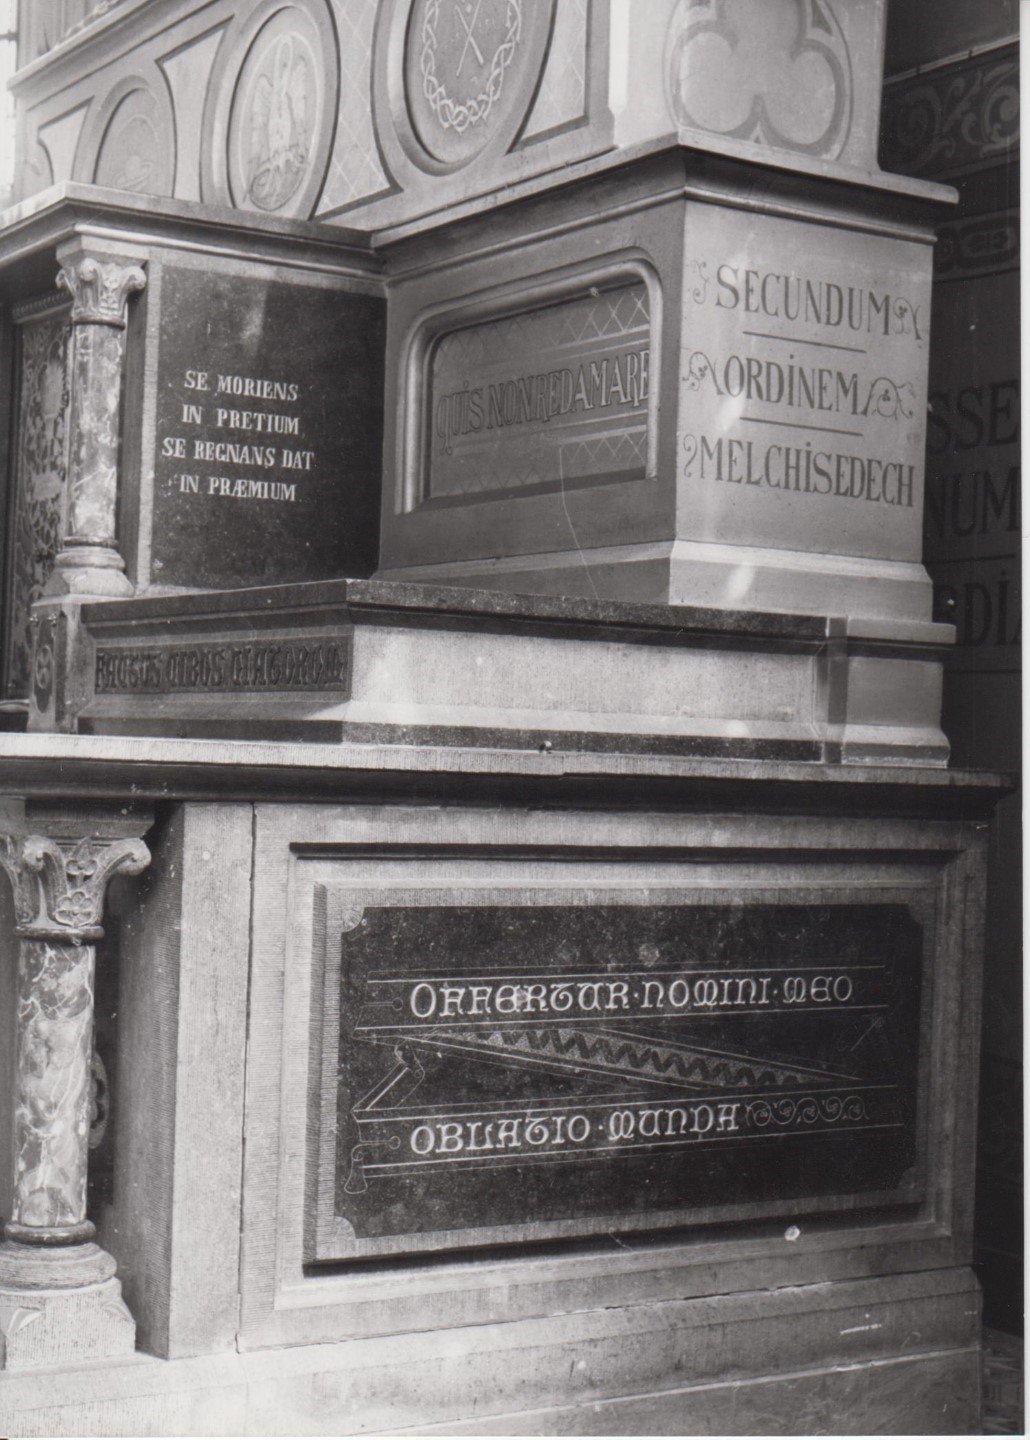 SE MORIENS
IN PRETIUM
SE REGNANS DAT
IN PRÆMIUM
QUIS NON REDAMARE
SECUNDUM
ORDINEM
MELCHISEDECH
OFFERTUR·NOMINI·MEO
OBLATIO·MUNDA